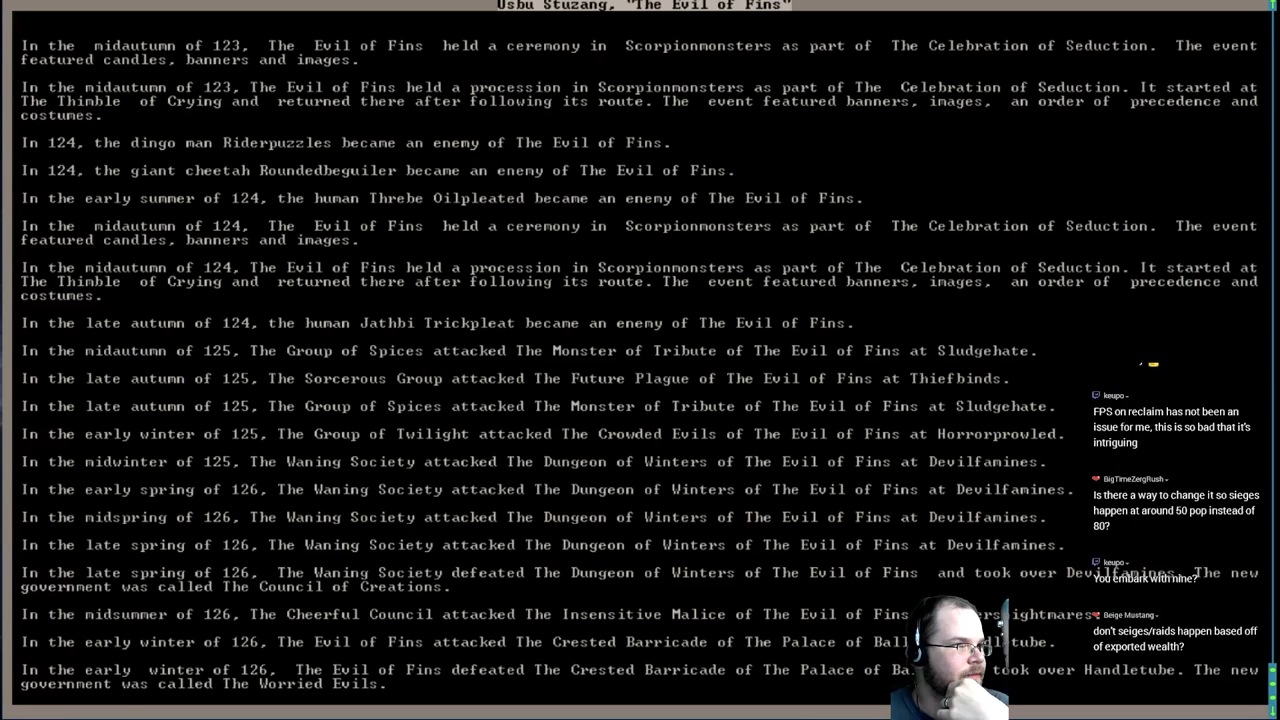 Usbu Stuzang, "The Evil of Fins"
In the midautumn of 123, The Evil of Fins held a ceremony in Scorpionmonsters as part of The Celebration of Seduction. The event
featured candles, banners and images.
In the midautumn of 123, The Evil of Fins held a procession in Scorpionmonsters as part of The Celebration of Seduction. It started at
The Thimble of Crying and returned there after following its route. The event featured banners, images, an order of precedence and
costumes.
In 124, the dingo man Riderpuzzles became an enemy of The Evil of Fins.
In 124, the giant cheetah Roundedbeguiler became an enemy of The Evil of Fins.
In the early summer of 124, the human Threbe Oilpleated became an enemy of The Evil of Fins.
In the midautumn of 124, The Evil of Fins held a ceremony in Scorpionmonsters as part of The Celebration of Seduction. The event
featured candles, banners and images.
In the midautumn of 124, The Evil of Fins held a procession in Scorpionmonsters as part of The Celebration of Seduction. It started at
The Thimble of Crying and returned there after following its route. The event featured banners, images, an order of precedence and
costumes.
In the late autumn of 124, the human Jathbi Trickpleat became an enemy of The Evil of Fins.
In the midautumn of 125, The Group of Spices attacked The Monster of Tribute of The Evil of Fins at Sludgehate.
In the late autumn of 125, The Sorcerous Group attacked The Future Plague of The Evil of Fins at Thiefbinds.
In the late autumn of 125, The Group of Spices attacked The Monster of Tribute of The Evil of Fins at Sludgehate.
In the early winter of 125, The Group of Twilight attacked The Crowded Evils of The Evil of Fins at Horrorprowled.
In the midwinter of 125, The Waning Society attacked The Dungeon of Winters of The Evil of Fins at Devilfamines.
In the early spring of 126, The Waning Society attacked The Dungeon of Winters of The Evil of Fins at Devilfamines.
In the midspring of 126, The Waning Society attacked The Dungeon of Winters of The Evil of Fins at Devilfamines.
In the late spring of 126, The Waning Society attacked The Dungeon of Winters of The Evil of Fins at Devilfamines.
In the late spring of 126, The Waning Society defeated The Dungeon of Winters of The Evil of Fins and took over Devilfamines. The new
government was called The Council of Creations.
In the midsummer of 126, The Cheerful Council attacked The Insensitive Malice of The Evil of Fins
In the early winter of 126, The Evil of Fins attacked The Crested Barricade of The Palace of
In the early winter of 126, The Evil of Fins defeated The Crested Barricade of The Palace of took over Handletube. The new
government was called The Worried Evils.
keupo
FPS on reclaim has not been an
issue for me, this is so bad that it's
intriguing
BigTimeZergRush
Is there a way to change it so sieges
happen at around 50 pop instead of
80?
keupo
You embark with nine?
Beige Mustang
don't seiges/raids happen based off
of exported wealth?